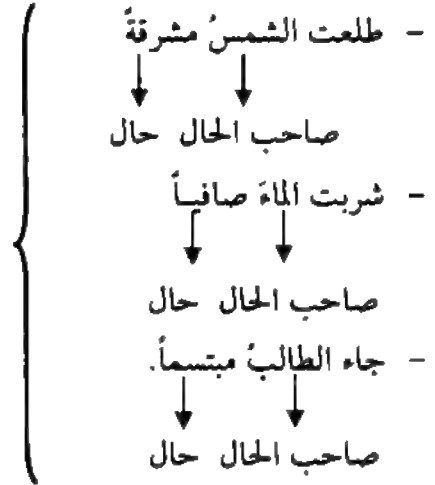 - طلعت الشمسُ مشرقةً
صاحب الحال حال
- شربت الماءَ صافياً
صاحب الحال حال
- جاء الطالبُ مبتسماً.
صاحب الحال حال